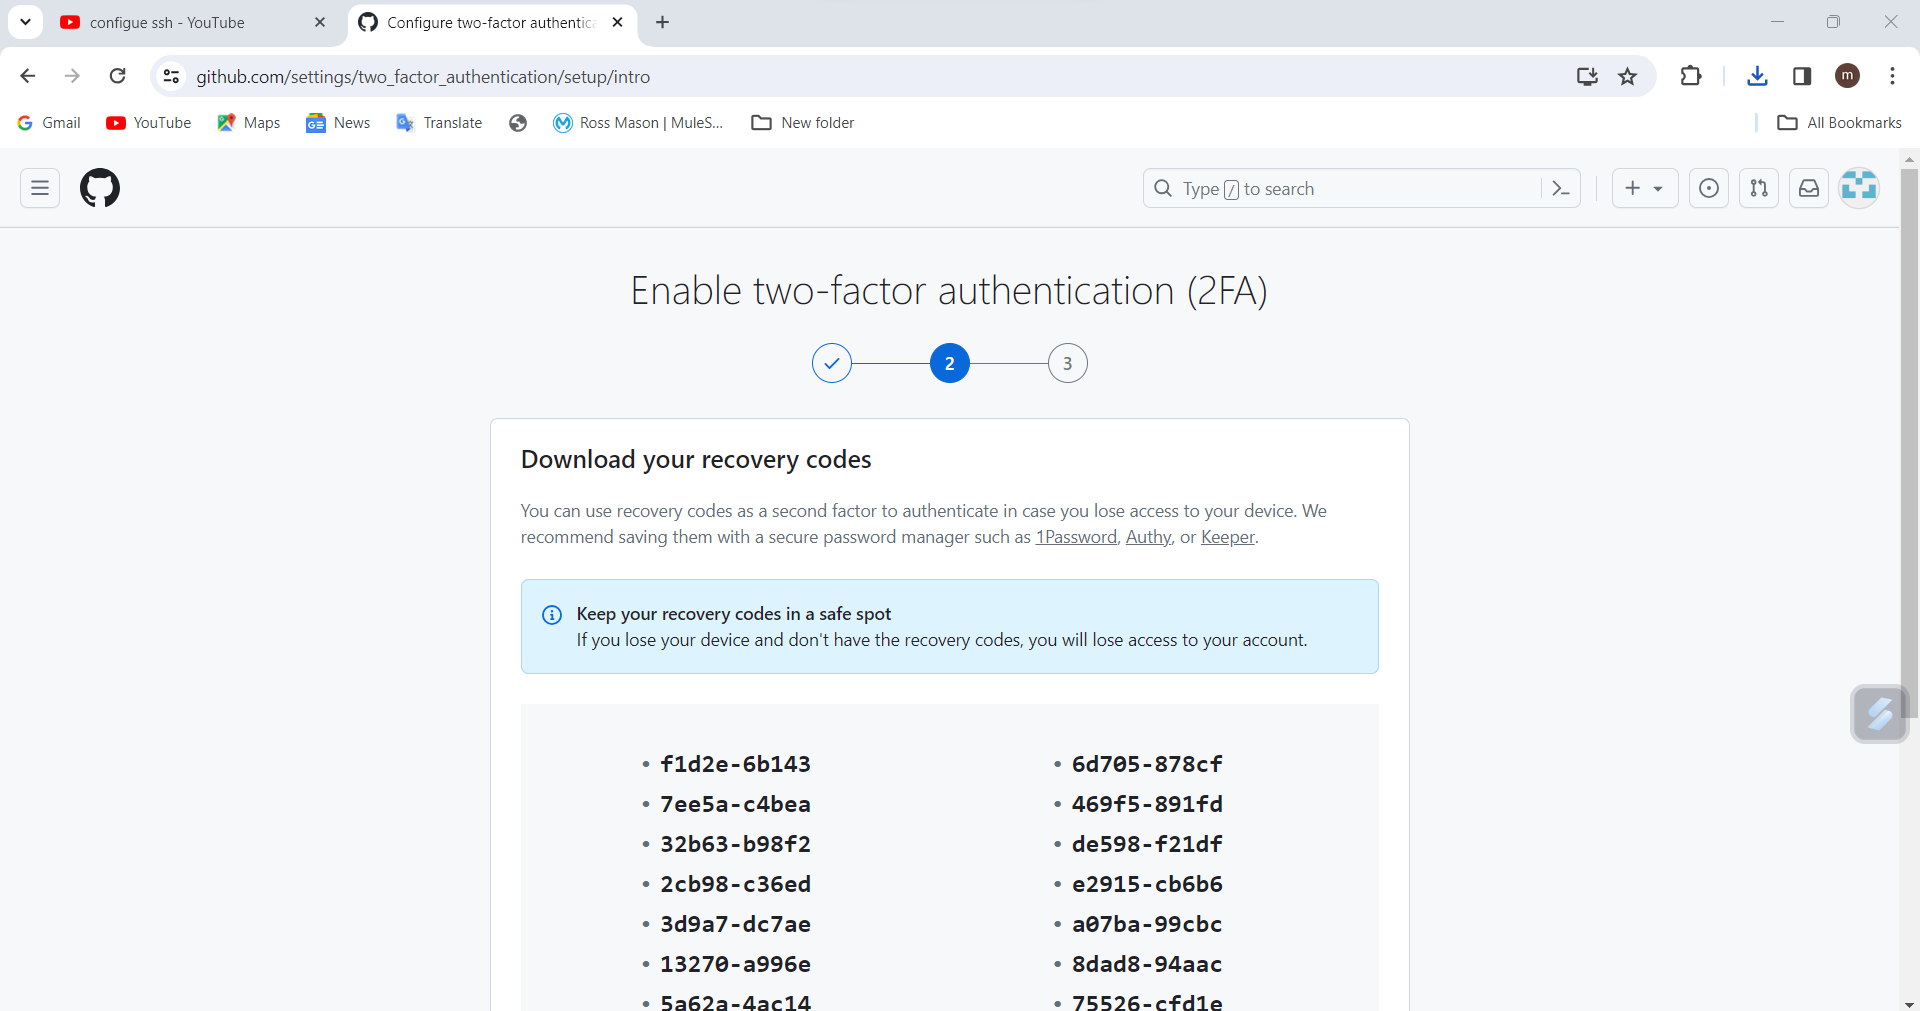 configue ssh - YouTube
Configure two-factor authentica
github.com/settings/two_factor_authentication/setup/intro
m
Gmail
YouTube
Maps
News
Translate
Ross Mason | MuleS...
New folder
All Bookmarks
Type / to search
Enable two-factor authentication (2FA)
2
3
Download your recovery codes
You can use recovery codes as a second factor to authenticate in case you lose access to your device. We
recommend saving them with a secure password manager such as 1Password, Authy, or Keeper.
Keep your recovery codes in a safe spot
If you lose your device and don't have the recovery codes, you will lose access to your account.
• f1d2e-6b143 • 6d705-878cf
• 7ee5a-c4bea • 469f5-891fd
• 32b63-b98f2 • de598-f21df
• 2cb98-c36ed • e2915-cb6b6
• 3d9a7-dc7ae • a07ba-99cbc
• 13270-a996e • 8dad8-94aac
• 5a62a-4ac14 • 75526-cfd1e